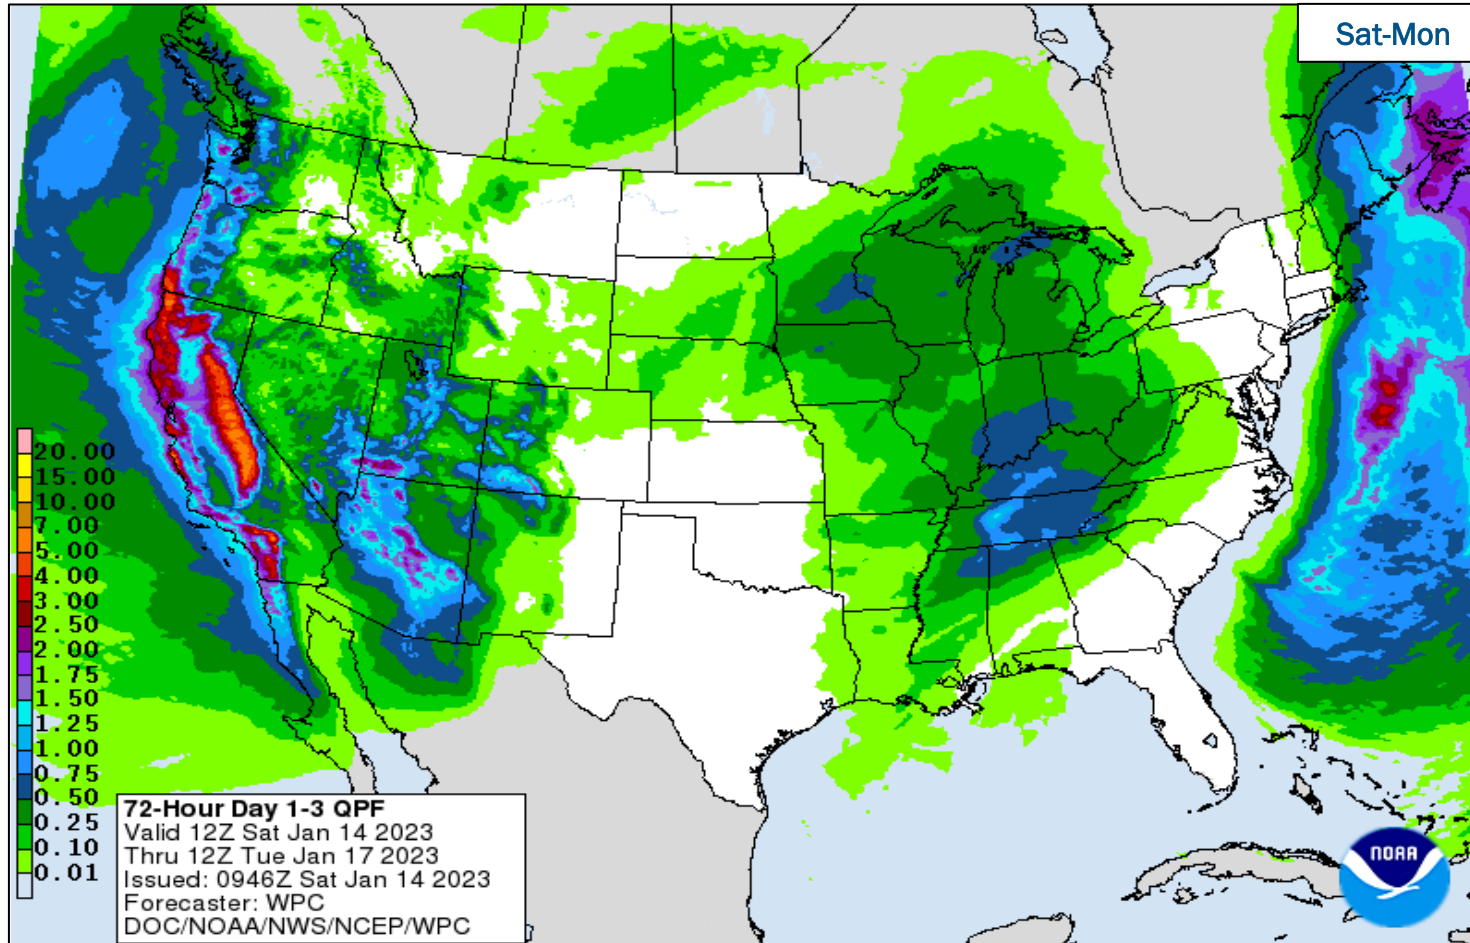 Sat-Mon
20.00
15.00
10.00
7.00
5.00
4.00
3.00
2.50
2.00
1.75
1.50
1.25
1.00
0.75
0.50
0.25
0.10
0.01
72-Hour Day 1-3 QPF
Valid 12Z Sat Jan 14 2023
Thru 12Z Tue Jan 17 2023
Issued: 0946Z Sat Jan 14 2023
Forecaster: WPC
DOC/NOAA/NWS/NCEP/WPC
NOAA